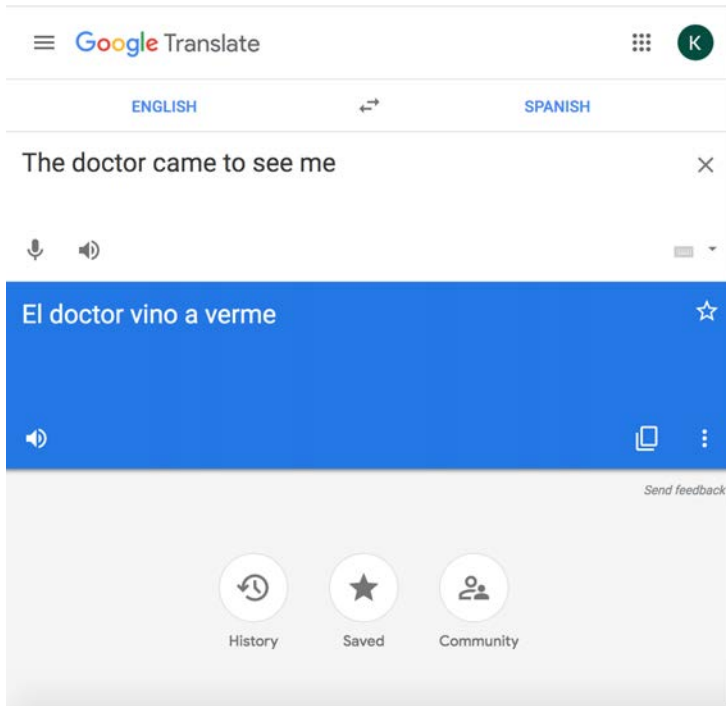 Google Translate
K
ENGLISH
SPANISH
The doctor came to see me
El doctor vino a verme
Send feedback
History
Saved
Community